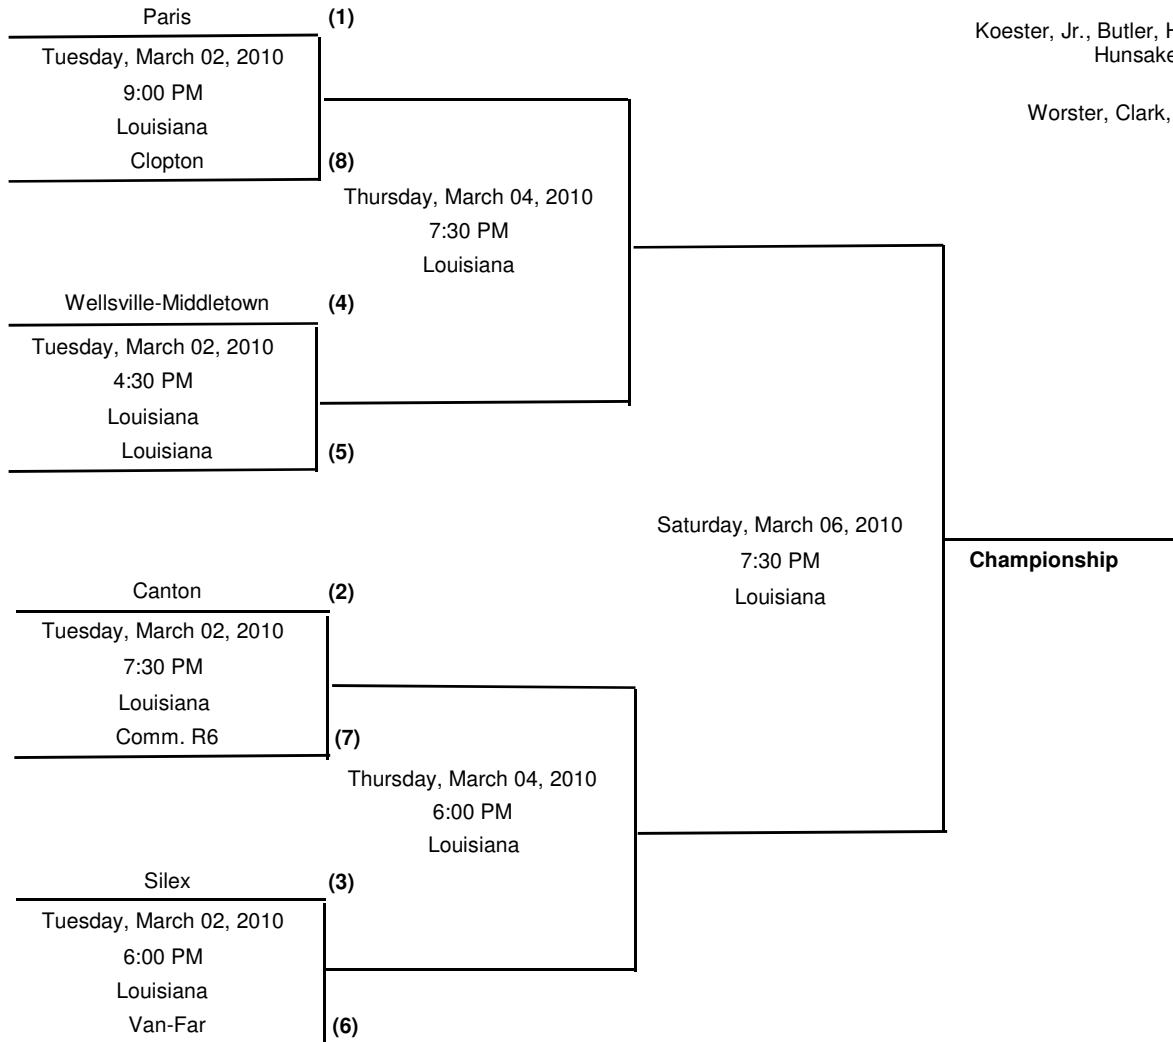 Paris (1)
Tuesday, March 02, 2010
9:00 PM
Louisiana
Clopton (8)
Thursday, March 04, 2010
7:30 PM
Louisiana
Wellsville-Middletown (4)
Tuesday, March 02, 2010
4:30 PM
Louisiana
Louisiana (5)
Saturday, March 06, 2010
7:30 PM
Louisiana
Championship
Canton (2)
Tuesday, March 02, 2010
7:30 PM
Louisiana
Comm. R6 (7)
Thursday, March 04, 2010
6:00 PM
Louisiana
Silex (3)
Tuesday, March 02, 2010
6:00 PM
Louisiana
Van-Far (6)
Koester, Jr., Butler,
Worster, Clark,